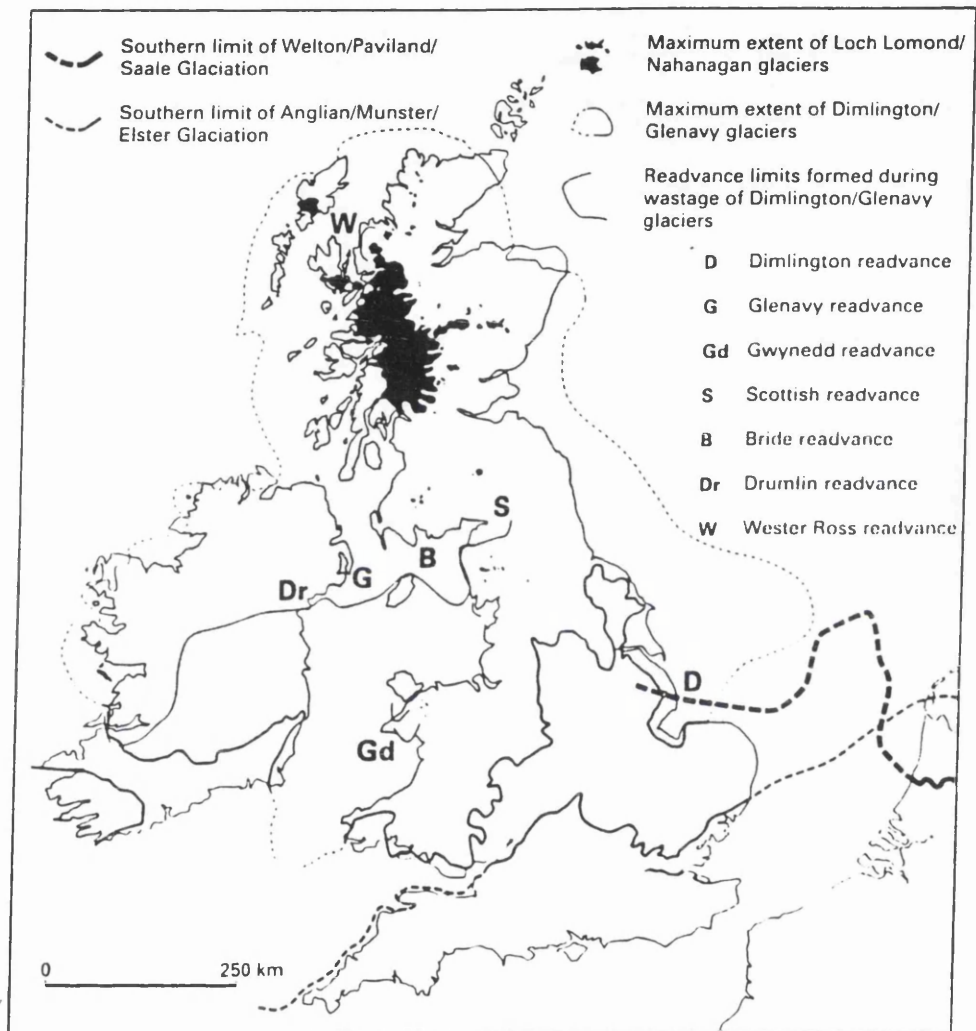 Southern limit of Welton/Paviland/
Saale Glaciation
Southern limit of Anglian/Munster/
Elster Glaciation
Maximum extent of Loch Lomond/
Nahanagan glaciers
Maximum extent of Dimlington/
Glenavy glaciers
Readvance limits formed during
wastage of Dimlington/Glenavy
glaciers
D Dimlington readvance
G Glenavy readvance
Gd Gwynedd readvance
S Scottish readvance
B Bride readvance
Dr Drumlin readvance
W Wester Ross readvance
W
S
B
G
Dr
D
Gd
0 250 km